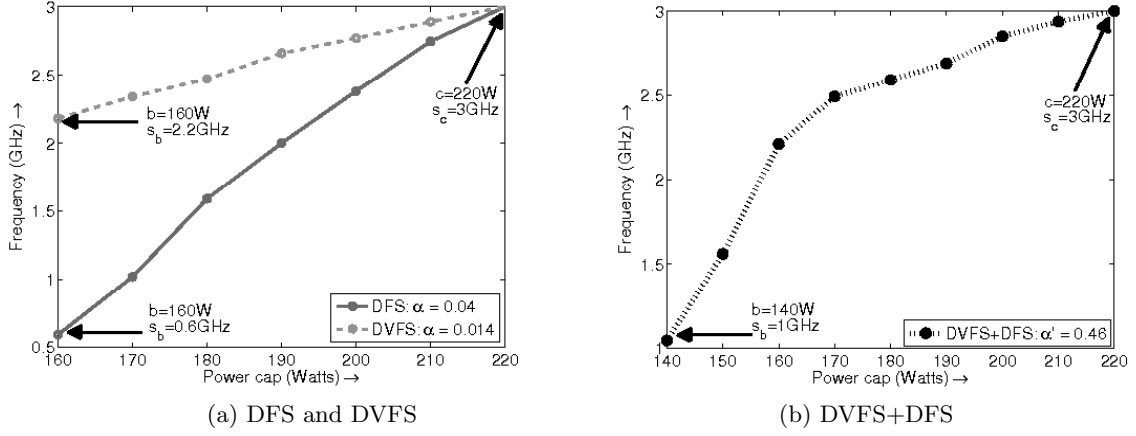 3
2.5
2
1.5
1
0.5
Frequency (GHz) →
b=160W
s_b=2.2GHz
c=220W
s_c=3GHz
b=160W
s_b=0.6GHz
DFS: α = 0.04
DVFS: α = 0.014
160 170 180 190 200 210 220
Power cap (Watts) →
(a) DFS and DVFS
3
2.5
2
1.5
1
Frequency (GHz) →
c=220W
s_c=3GHz
b=140W
s_b=1GHz
DVFS+DFS: α' = 0.46
140 150 160 170 180 190 200 210 220
Power cap (Watts) →
(b) DVFS+DFS